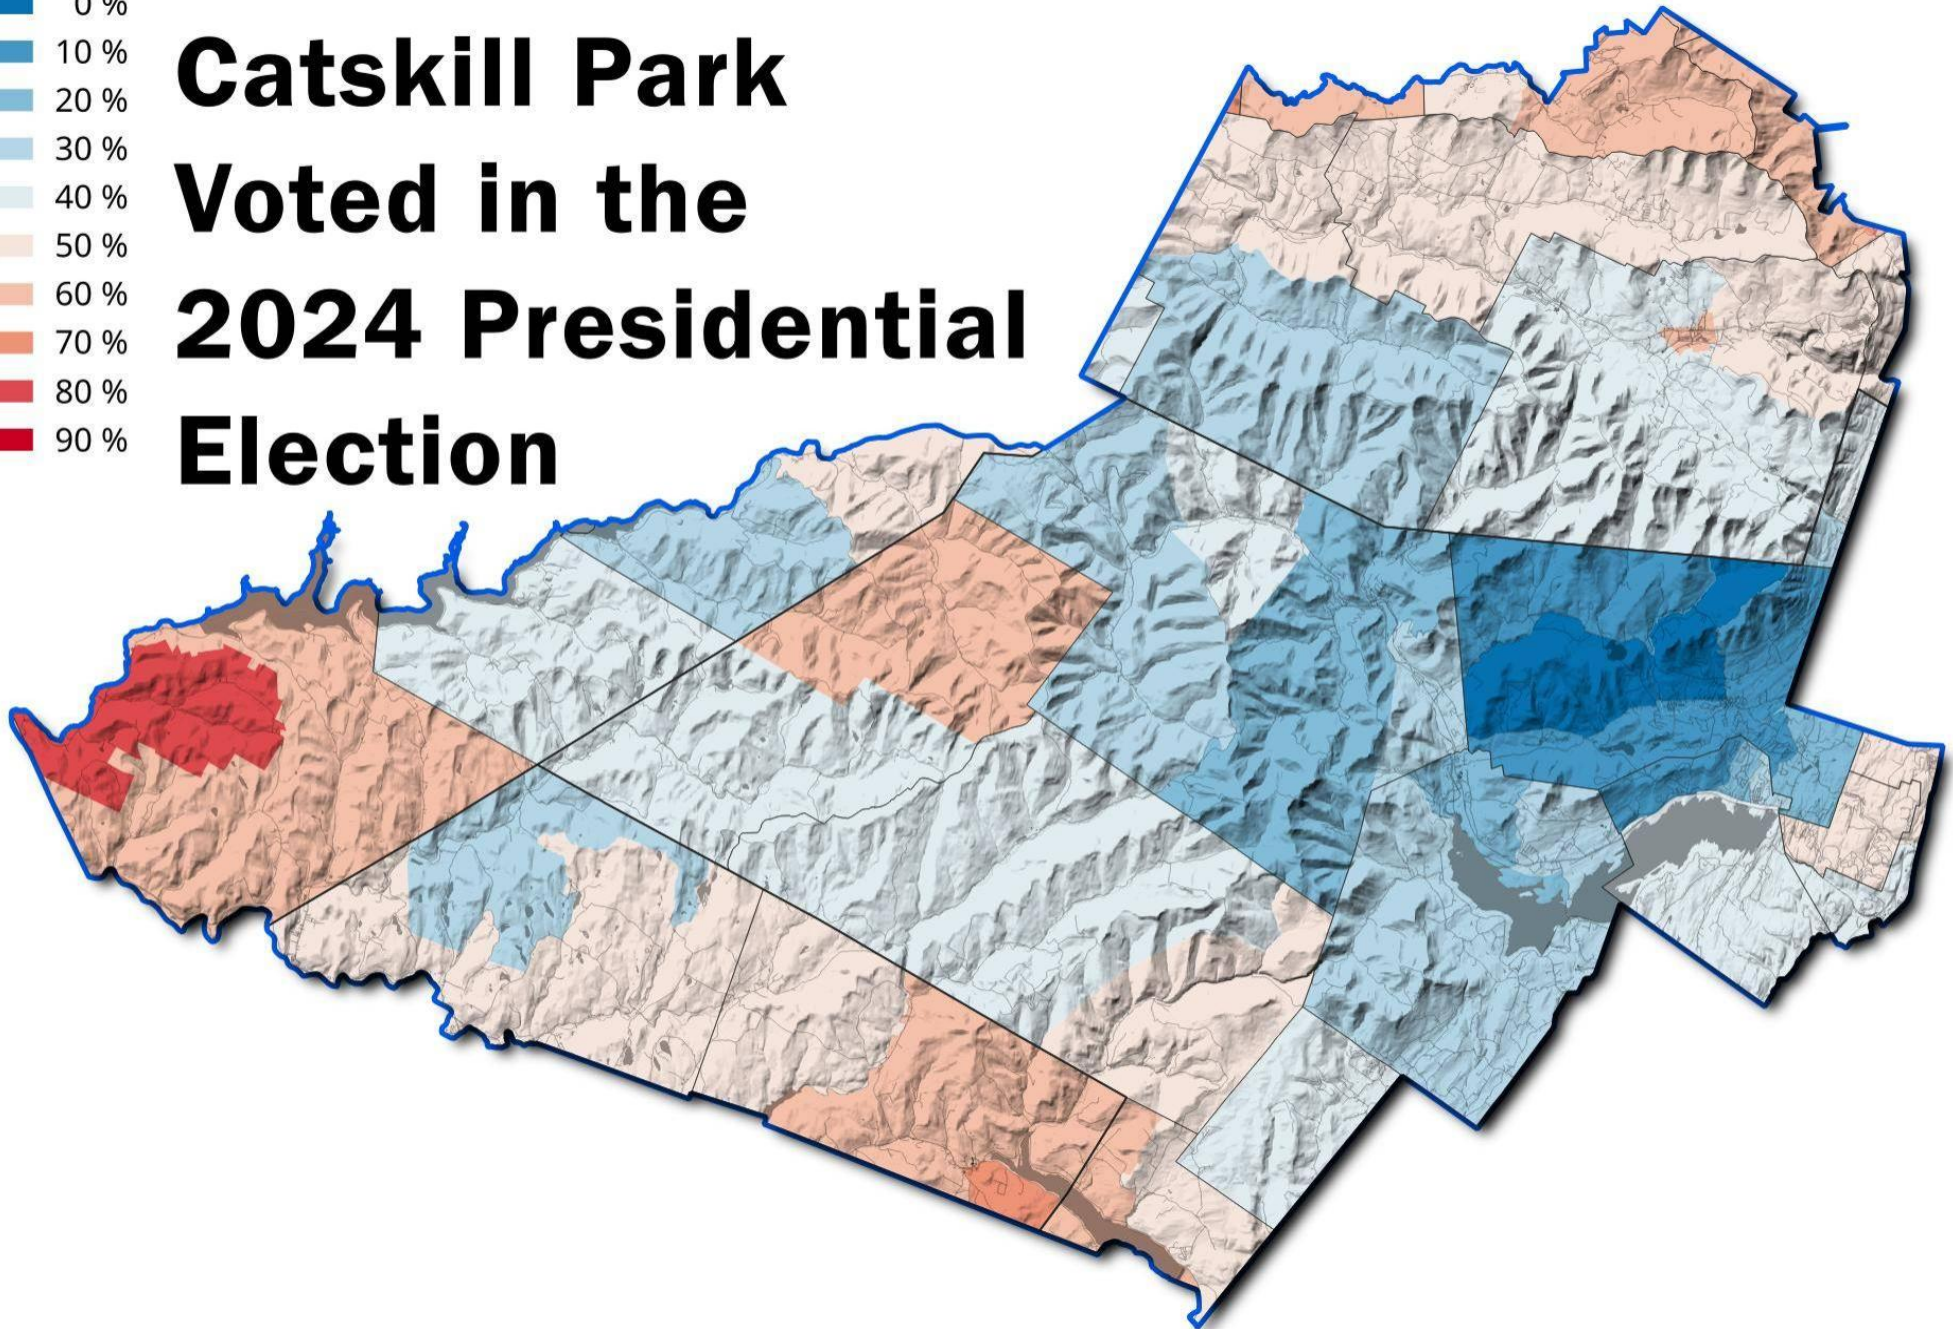 0 %
10 %
20 %
30 %
40 %
50 %
60 %
70 %
80 %
90 %
Catskill Park
Voted in the
2024 Presidential
Election